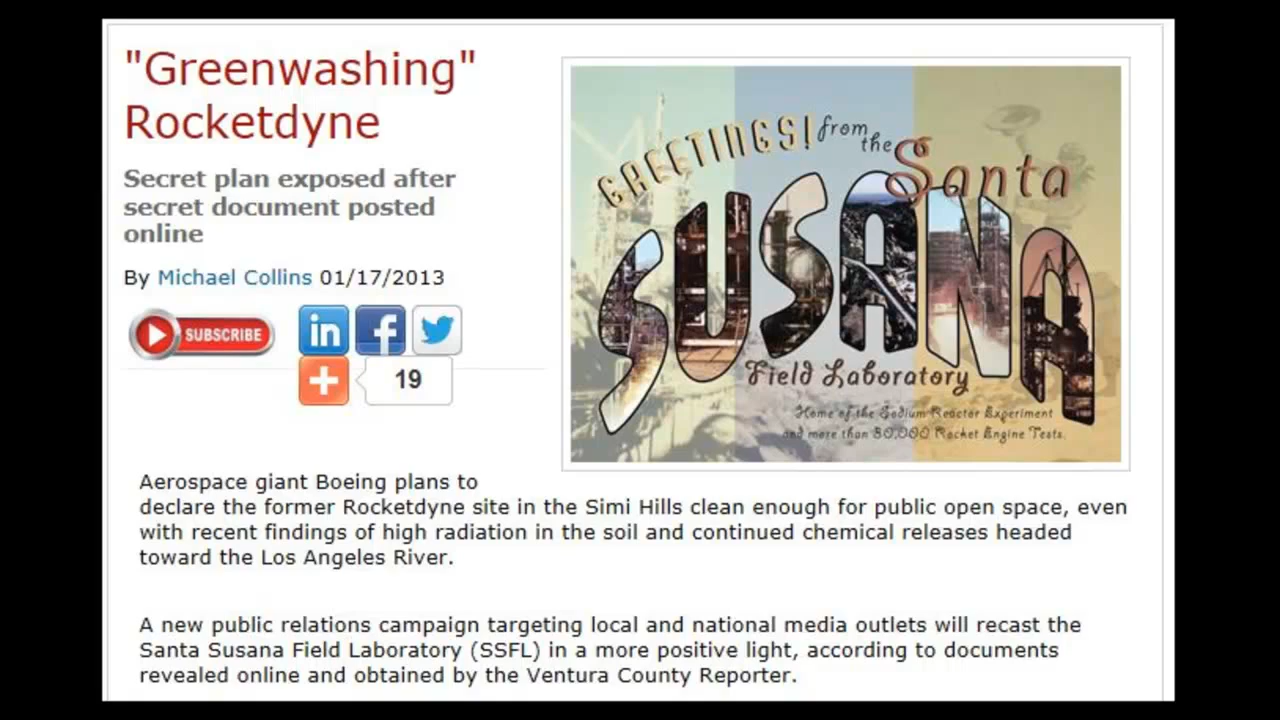 "Greenwashing"
Rocketdyne
Secret plan exposed after
secret document posted
online
By Michael Collins 01/17/2013
SUBSCRIBE
in f
19
GREETINGS! from the Santa
SUSANA
Field Laboratory
Home of the Sodium Reactor Experiment
and more than 30,000 Rocket Engine Tests.
Aerospace giant Boeing plans to
declare the former Rocketdyne site in the Simi Hills clean enough for public open space, even
with recent findings of high radiation in the soil and continued chemical releases headed
toward the Los Angeles River.
A new public relations campaign targeting local and national media outlets will recast the
Santa Susana Field Laboratory (SSFL) in a more positive light, according to documents
revealed online and obtained by the Ventura County Reporter.